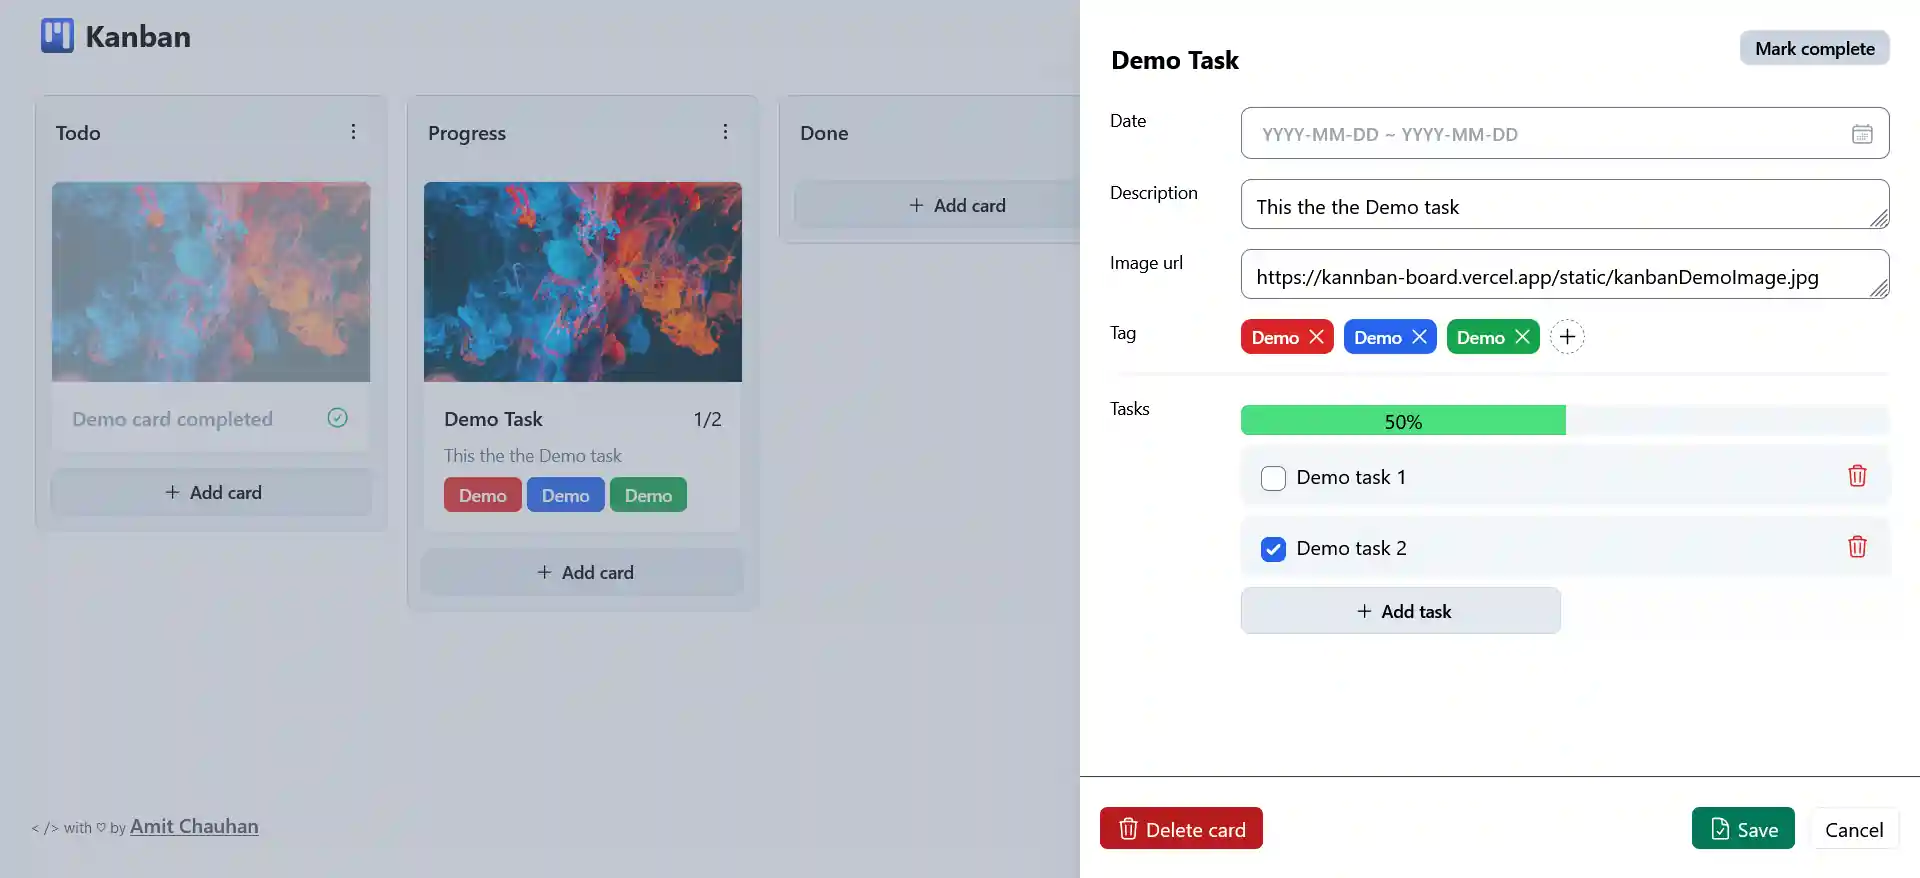 Kanban
Todo
Demo card completed
+ Add card
Progress
Demo Task 1/2
This the the Demo task
Demo Demo Demo
+ Add card
Done
+ Add card
</> with ♡ by Amit Chauhan
Demo Task
Mark complete
Date
YYYY-MM-DD ~ YYYY-MM-DD
Description
This the the Demo task
Image url
https://kannban-board.vercel.app/static/kanbanDemoImage.jpg
Tag
Demo Demo Demo
Tasks
50%
Demo task 1
Demo task 2
+ Add task
Delete card
Save
Cancel